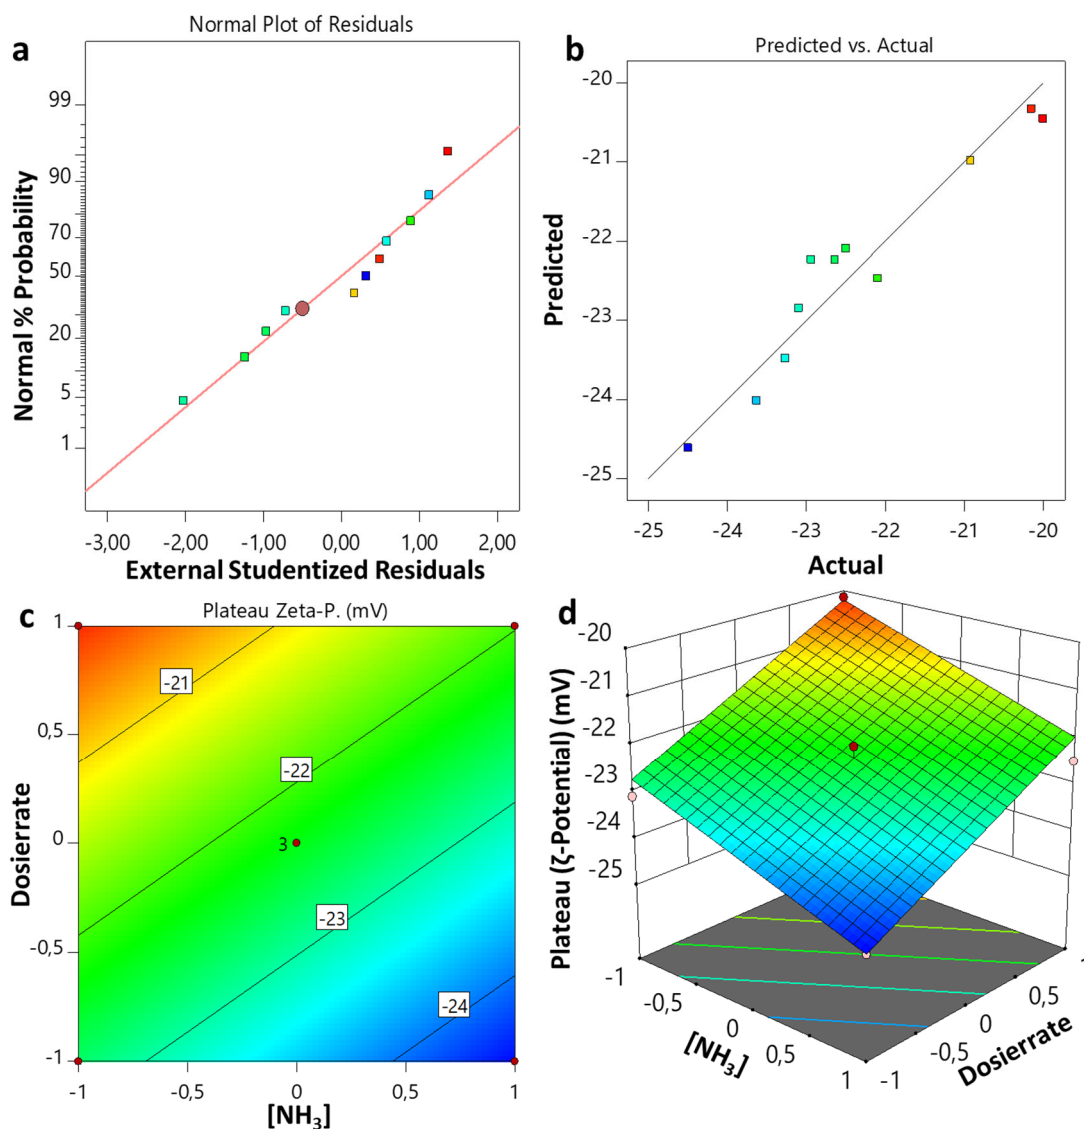 a
Normal Plot of Residuals
Normal % Probability
99
90
70
50
20
5
1
-3,00 -2,00 -1,00 0,00 1,00 2,00
External Studentized Residuals
b
Predicted vs. Actual
Predicted
-20
-21
-22
-23
-24
-25
-25 -24 -23 -22 -21 -20
Actual
c
Plateau Zeta-P. (mV)
Dosierrate
1
0,5
0
-0,5
-1
-21
-22
3
-23
-24
-1 -0,5 0 0,5 1
[NH₃]
d
Plateau (ζ-Potential) (mV)
-20
-21
-22
-23
-24
-25
-1
-0,5
0
0,5
1
[NH₃]
-1
-0,5
0
0,5
1
Dosierrate